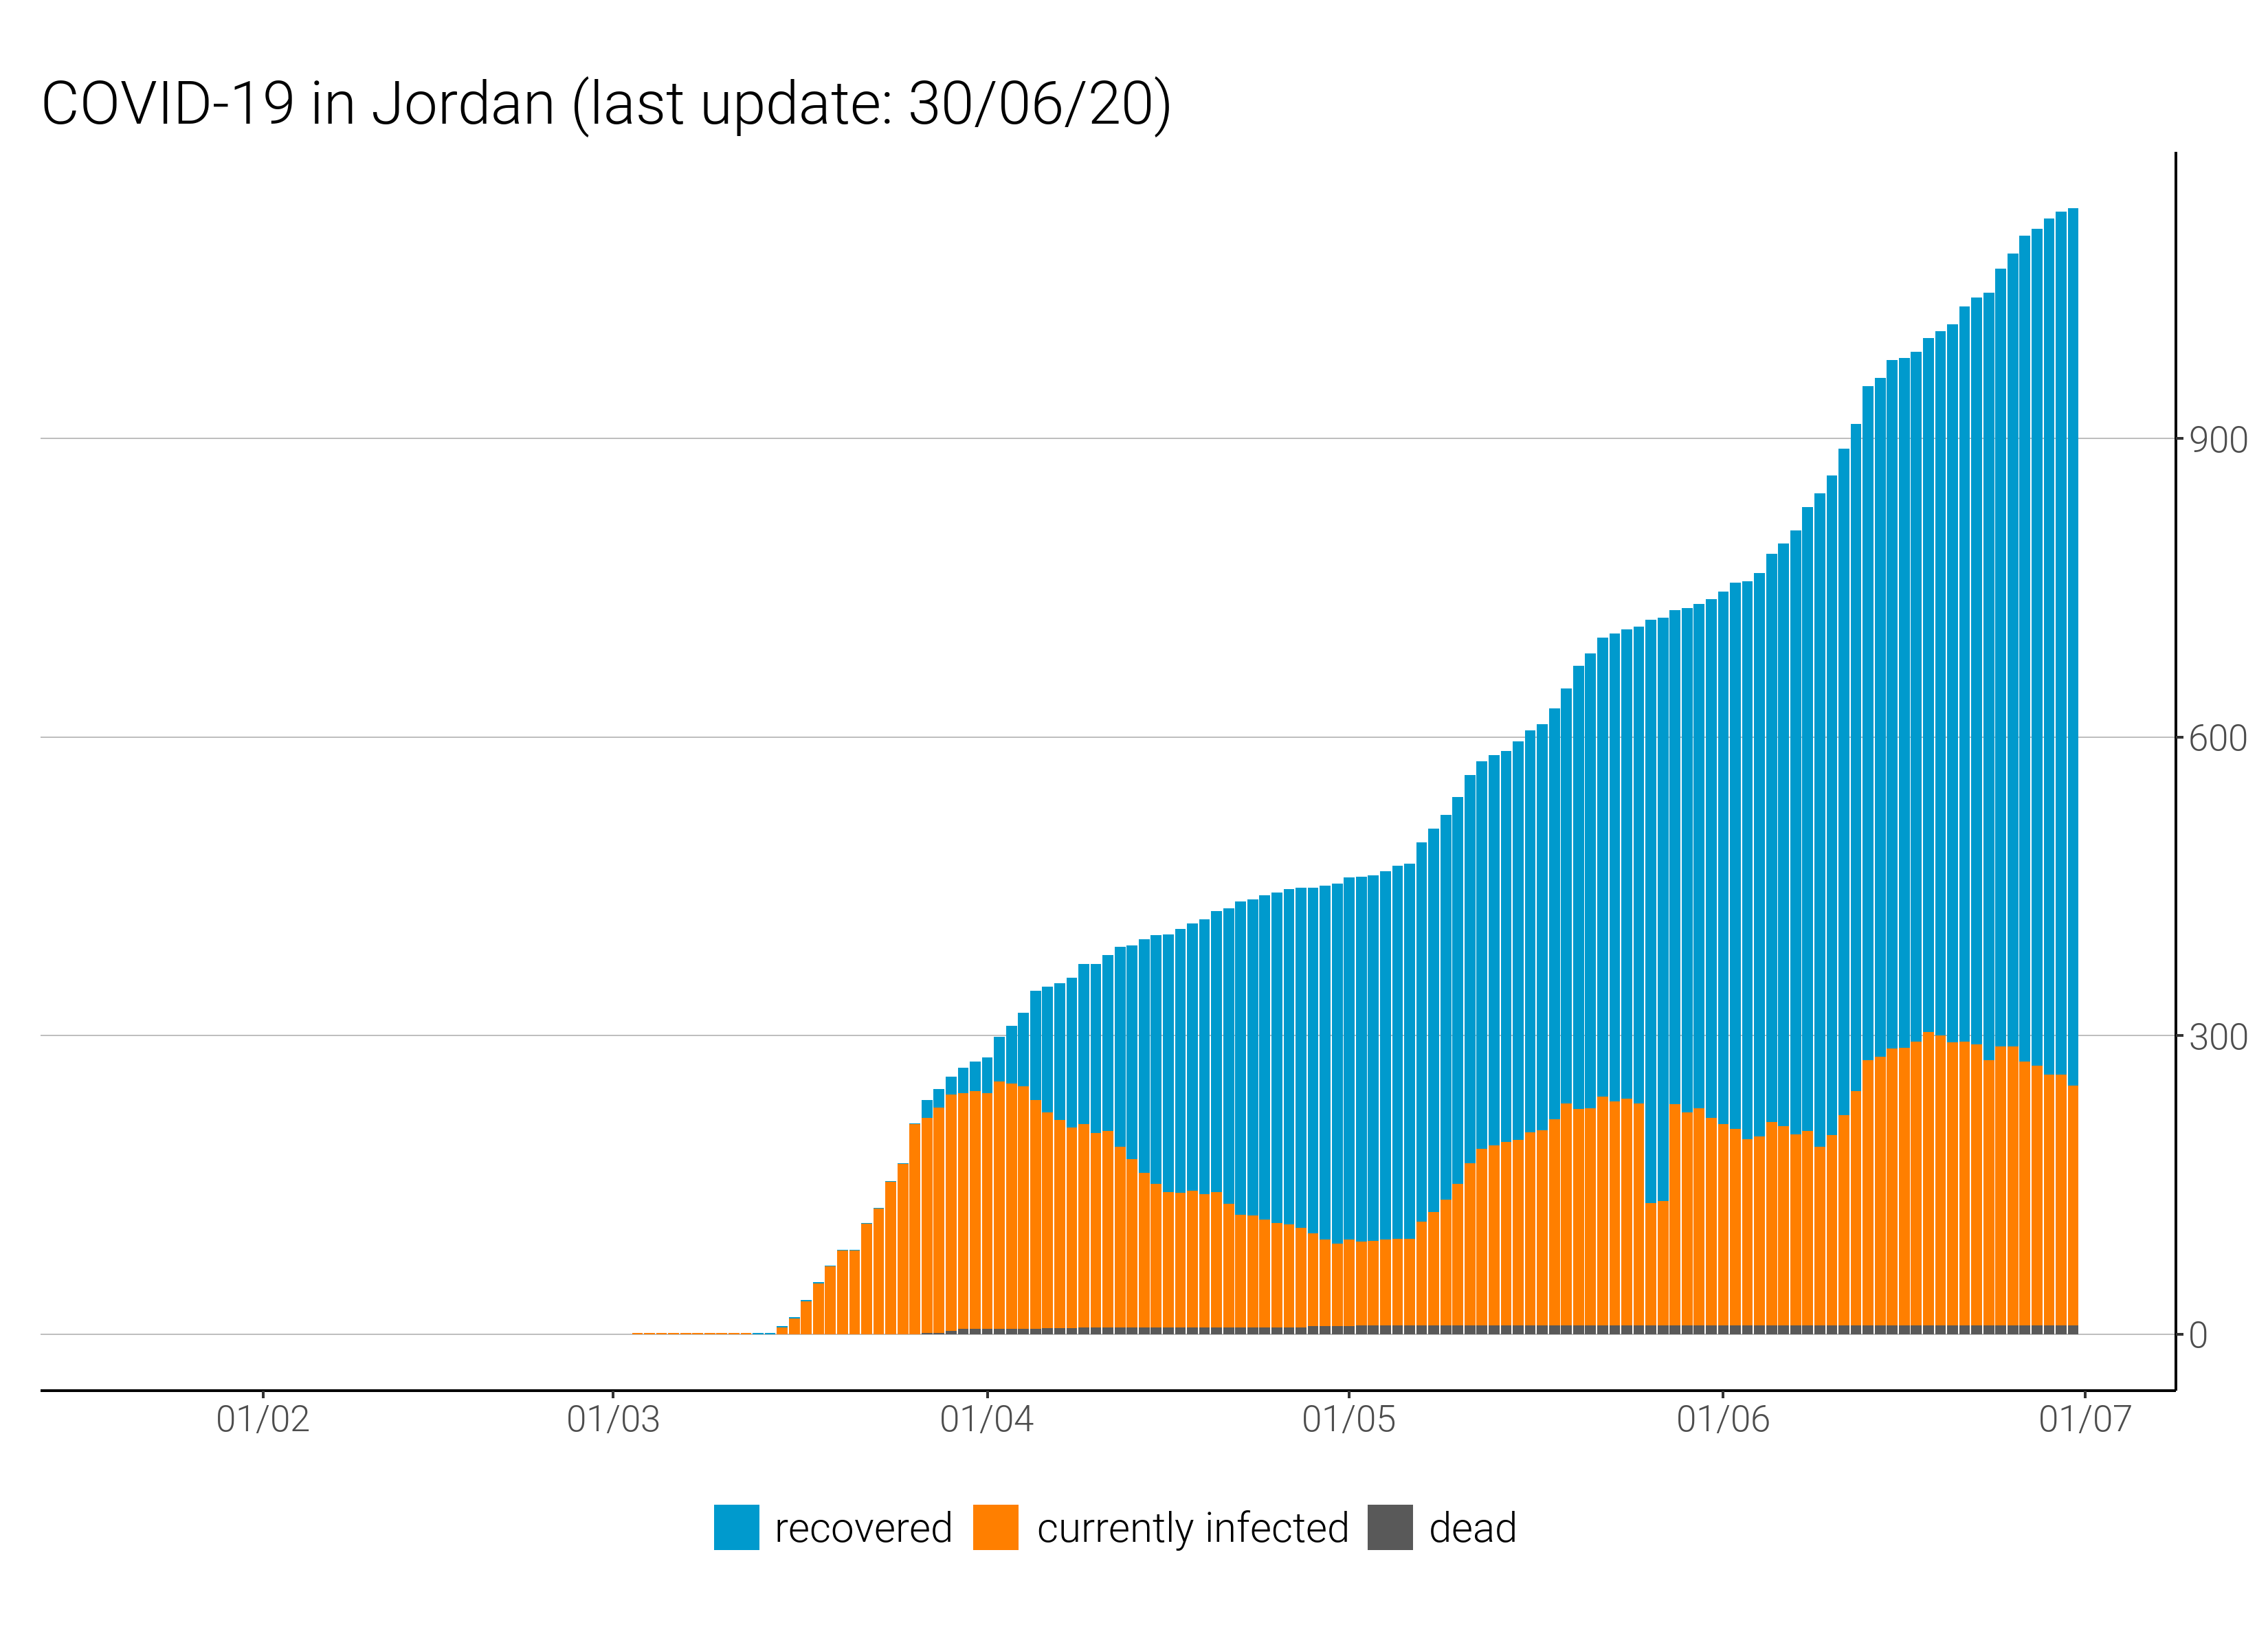 COVID-19 in Jordan (last update: 30/06/20)
900
600
300
0
01/02 01/03 01/04 01/05 01/06 01/07
recovered currently infected dead